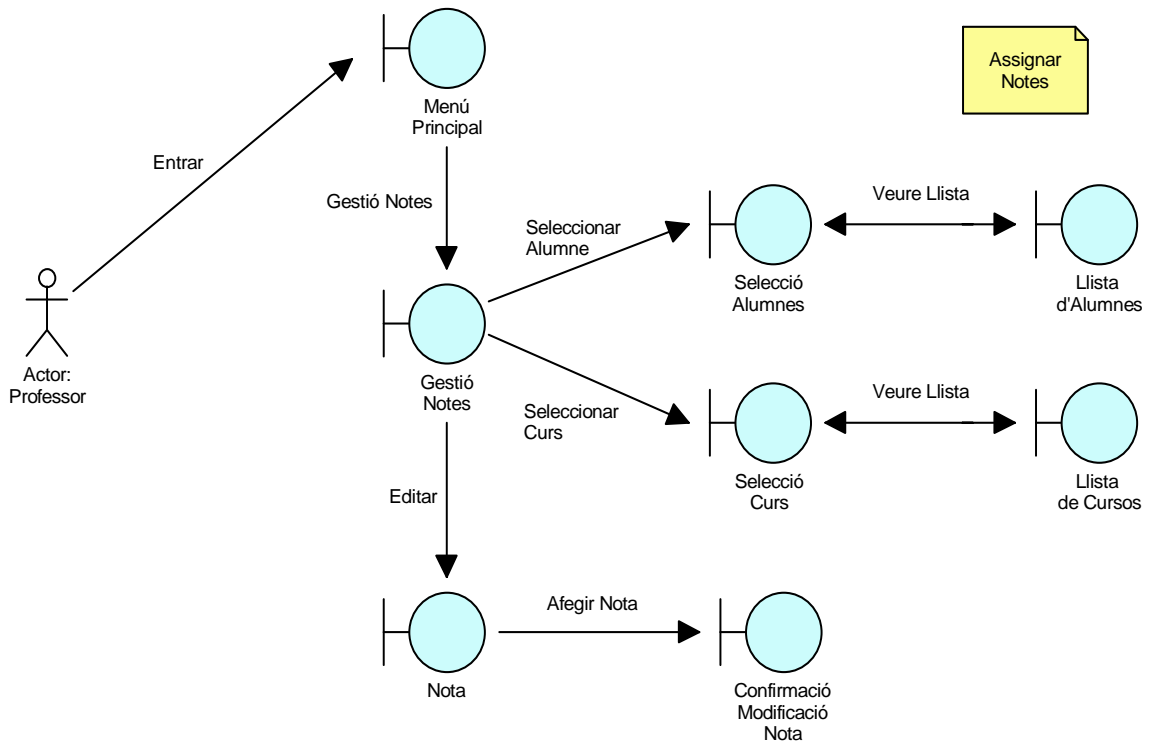 Menú
Principal
Assignar
Notes
Entrar
Gestió Notes
Seleccionar
Alumne
Veure Llista
Selecció
Alumnes
Llista
d'Alumnes
Actor:
Professor
Gestió
Notes
Seleccionar
Curs
Veure Llista
Selecció
Curs
Llista
de Cursos
Editar
Afegir Nota
Nota
Confirmació
Modificació
Nota